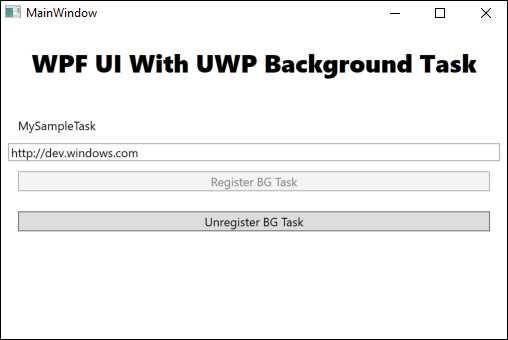 MainWindow
WPF UI With UWP Background Task
MySampleTask
http://dev.windows.com
Register BG Task
Unregister BG Task